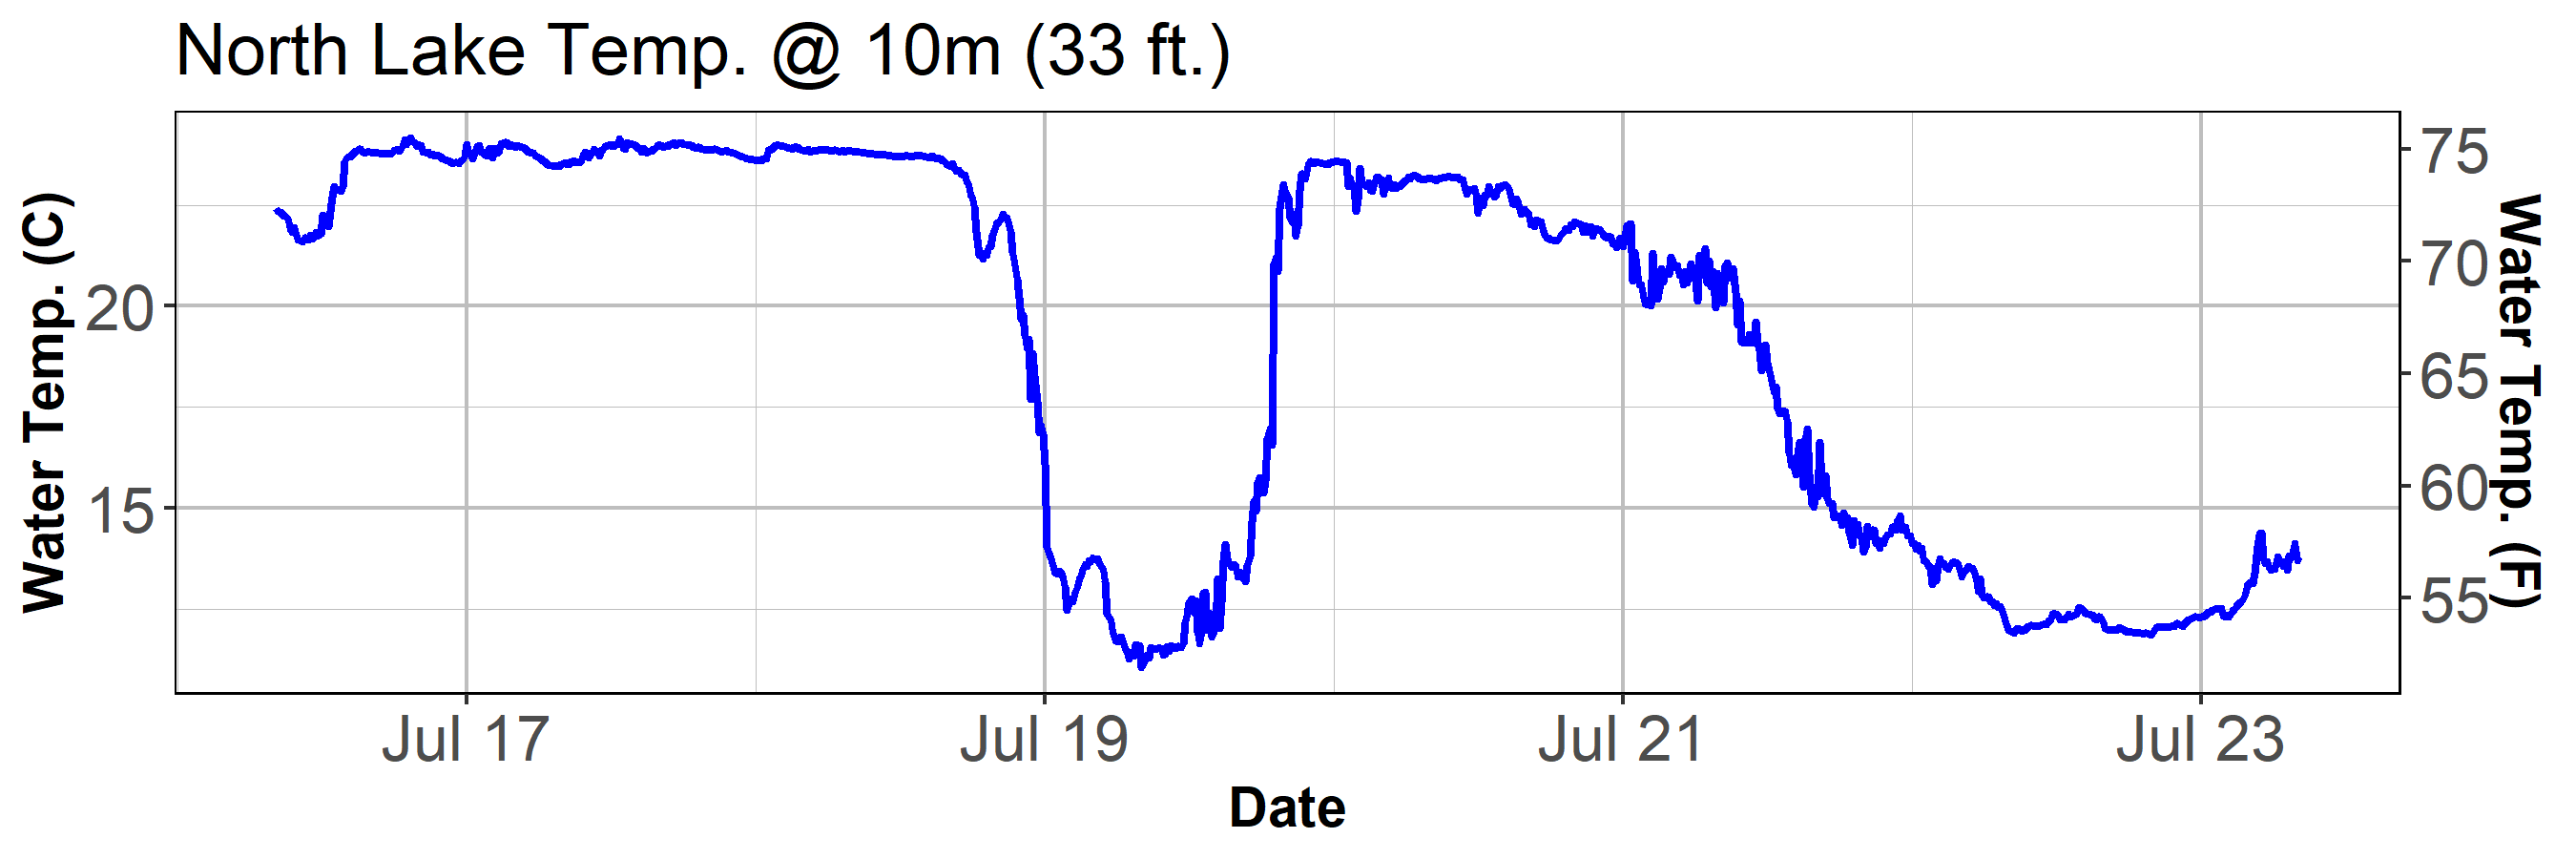 North Lake Temp. @ 10m (33 ft.)
Water Temp. (C)
20
15
75
70
65
60
55
Water Temp. (F)
Jul 17 Jul 19 Jul 21 Jul 23
Date